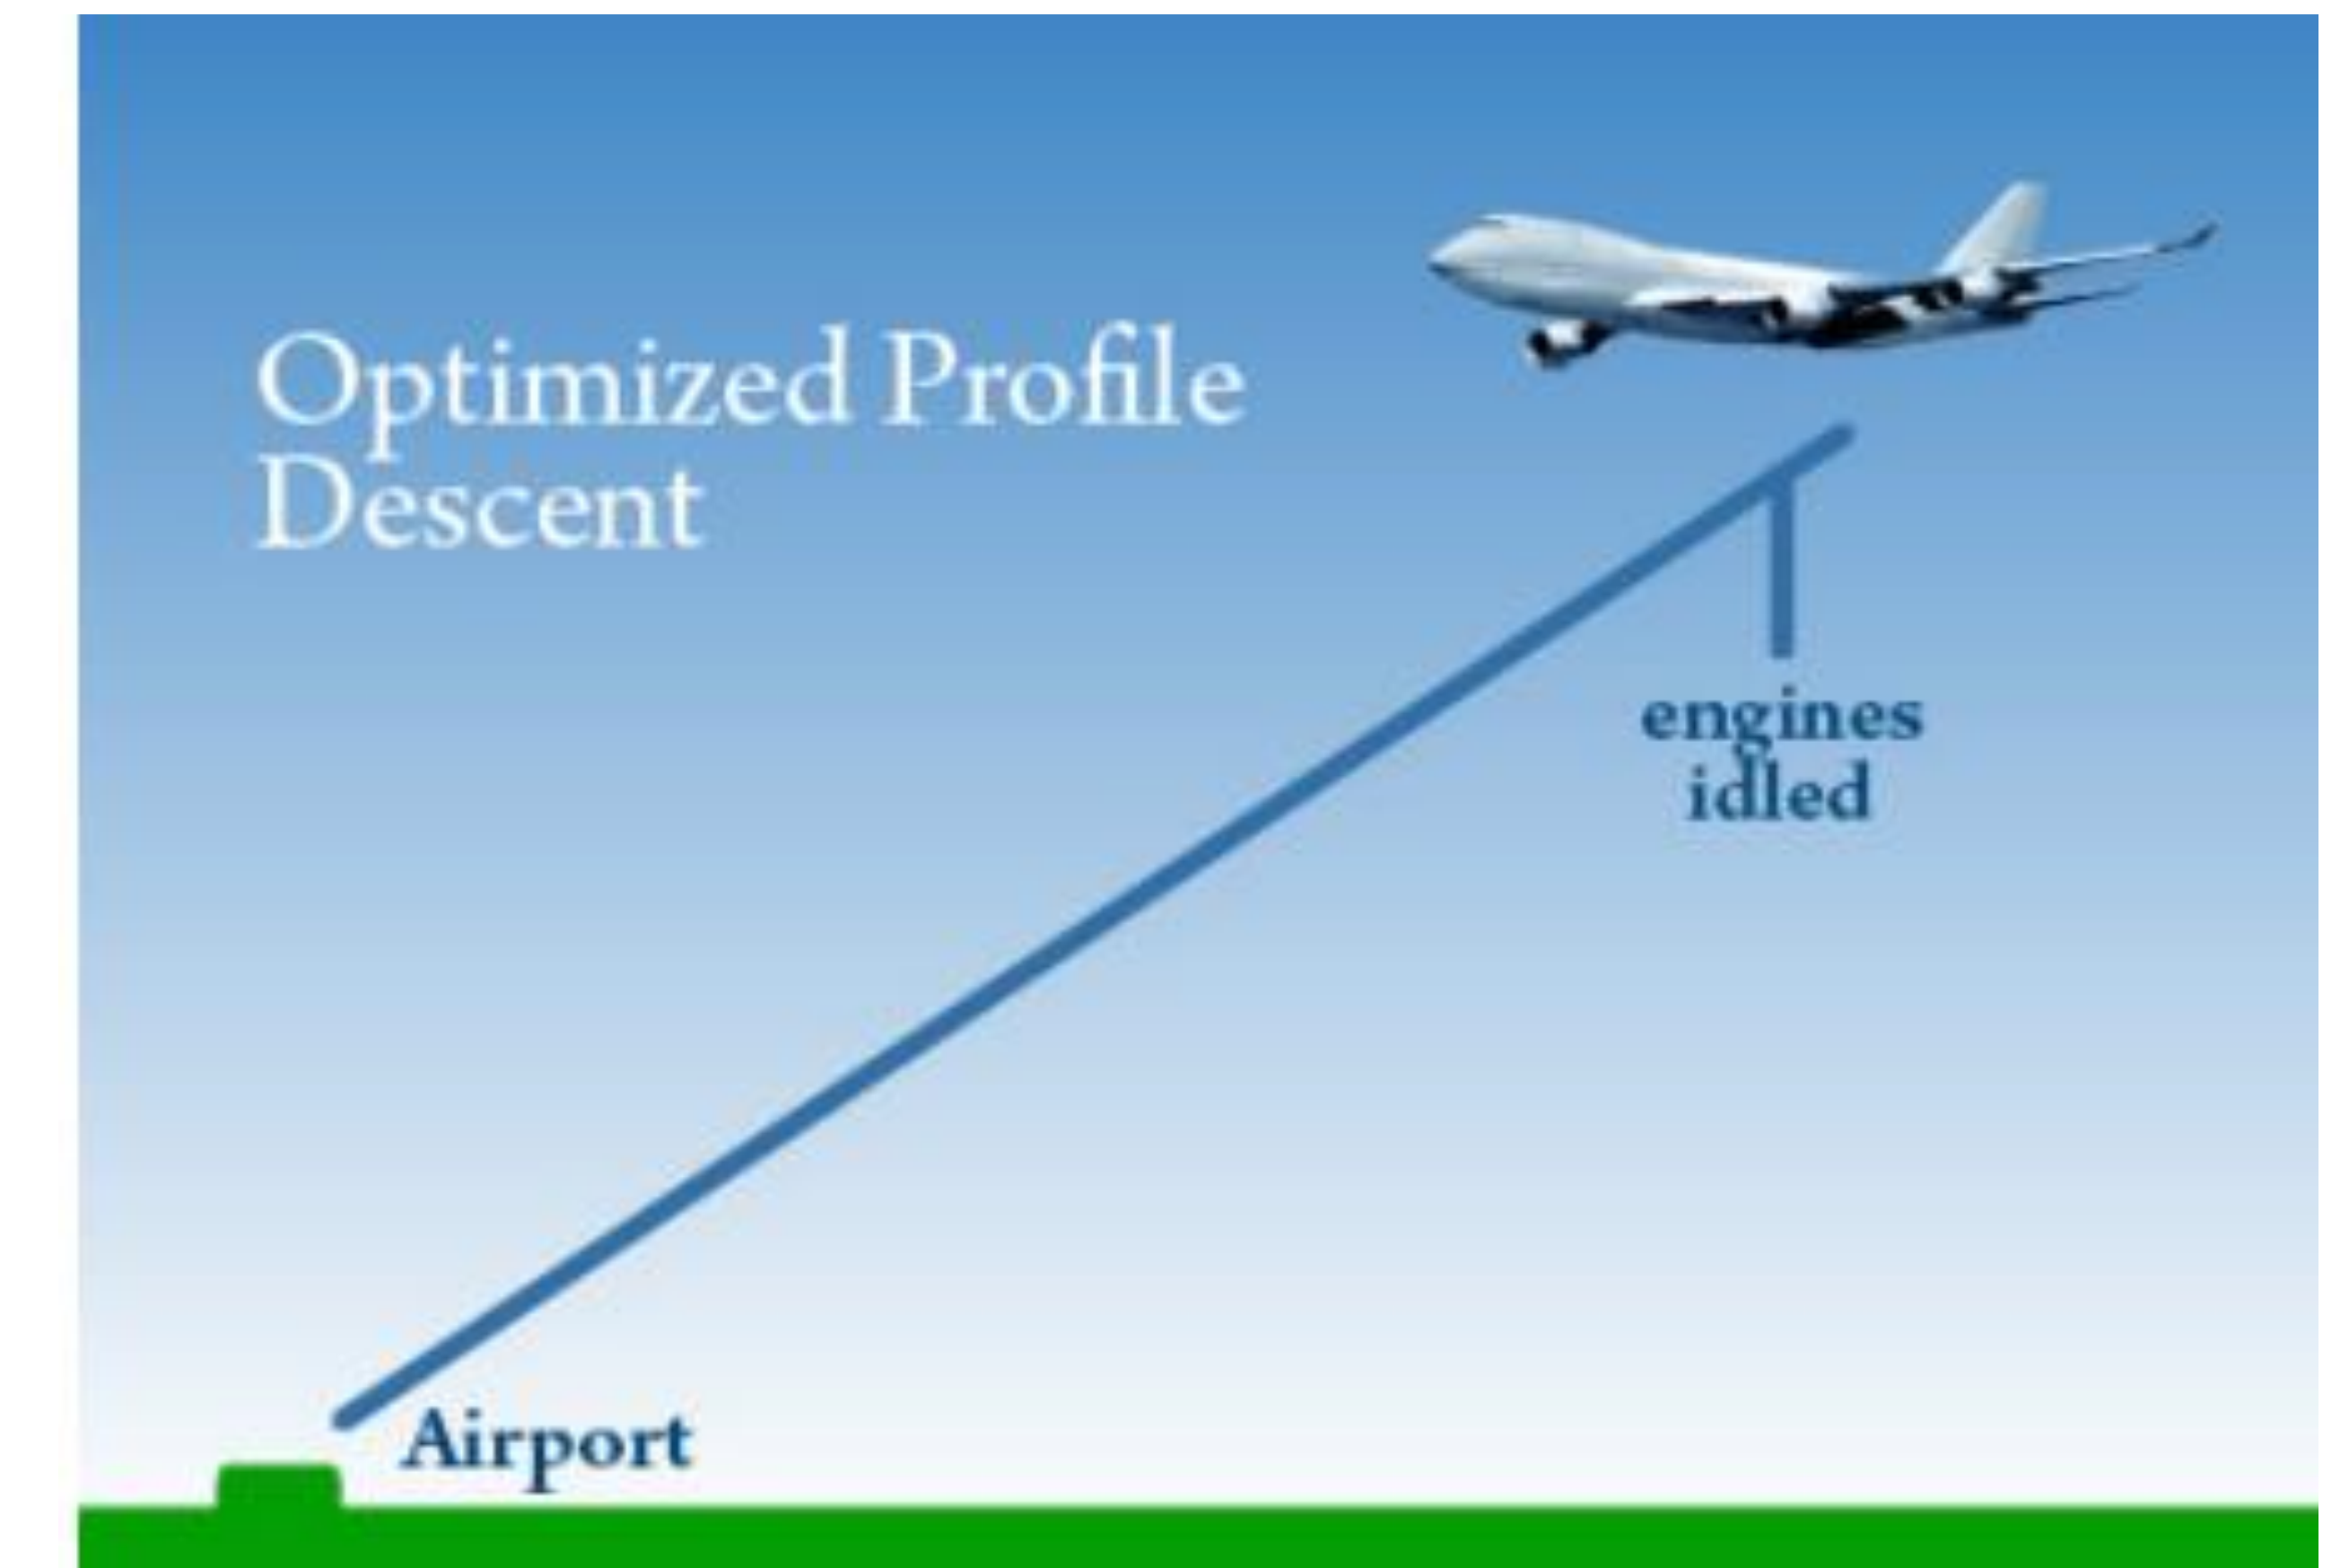 Optimized Profile
Descent
engines
idled
Airport